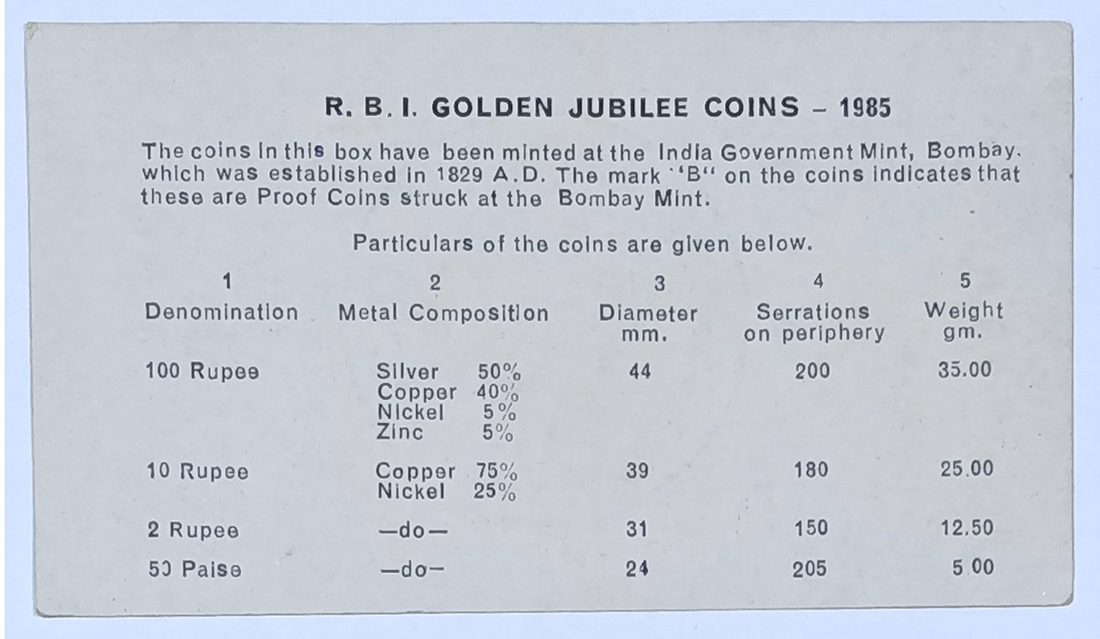 R. B. I. GOLDEN JUBILEE COINS – 1985
The coins in this box have been minted at the India Government Mint, Bombay.
which was established in 1829 A.D. The mark "B" on the coins indicates that
these are Proof Coins struck at the Bombay Mint.
Particulars of the coins are given below.
1 2 3 4 5
Denomination Metal Composition Diameter Serrations Weight
mm. on periphery gm.
100 Rupee Silver 50% 44 200 35.00
Copper 40%
Nickel 5%
Zinc 5%
10 Rupee Copper 75% 39 180 25.00
Nickel 25%
2 Rupee —do— 31 150 12.50
50 Paise —do— 24 205 5.00